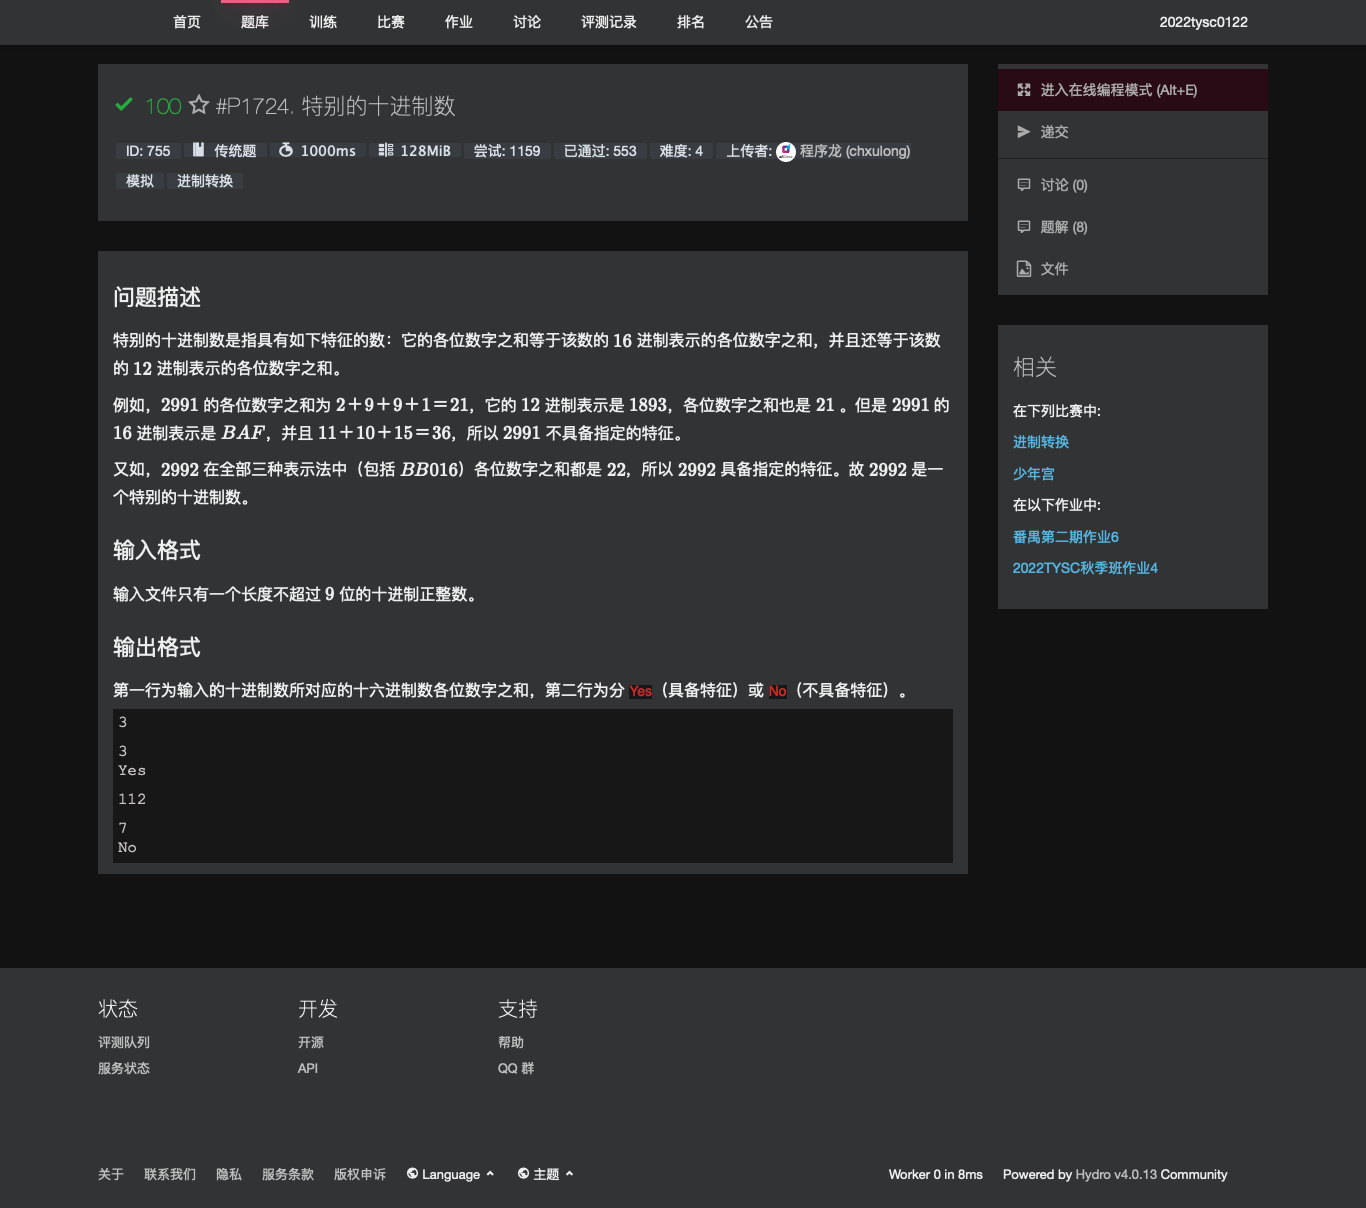 首页 题库 训练 比赛 作业 讨论 评测记录 排名 公告 2022tysc0122
100 #P1724. 特别的十进制数
ID: 755 传统题 1000ms 128MiB 尝试: 1159 已通过: 553 难度: 4 上传者: 程序龙 (chxulong)
模拟 进制转换
问题描述
特别的十进制数是指具有如下特征的数：它的各位数字之和等于该数的 16 进制表示的各位数字之和，并且还等于该数
的 12 进制表示的各位数字之和。
例如，2991 的各位数字之和为 2+9+9+1=21，它的 12 进制表示是 1893，各位数字之和也是 21 。但是 2991 的
16 进制表示是 BAF，并且 11+10+15=36，所以 2991 不具备指定的特征。
又如，2992 在全部三种表示法中（包括 BB016）各位数字之和都是 22，所以 2992 具备指定的特征。故 2992 是一
个特别的十进制数。
输入格式
输入文件只有一个长度不超过 9 位的十进制正整数。
输出格式
第一行为输入的十进制数所对应的十六进制数各位数字之和，第二行为分 Yes（具备特征）或 No（不具备特征）。
3
3
Yes
112
7
No
进入在线编程模式 (Alt+E)
递交
讨论 (0)
题解 (8)
文件
相关
在下列比赛中:
进制转换
少年宫
在以下作业中:
番禺第二期作业6
2022TYSC秋季班作业4
状态
评测队列
服务状态
开发
开源
API
支持
帮助
QQ 群
关于 联系我们 隐私 服务条款 版权申诉 Language 主题 Worker 0 in 8ms Powered by Hydro v4.0.13 Community